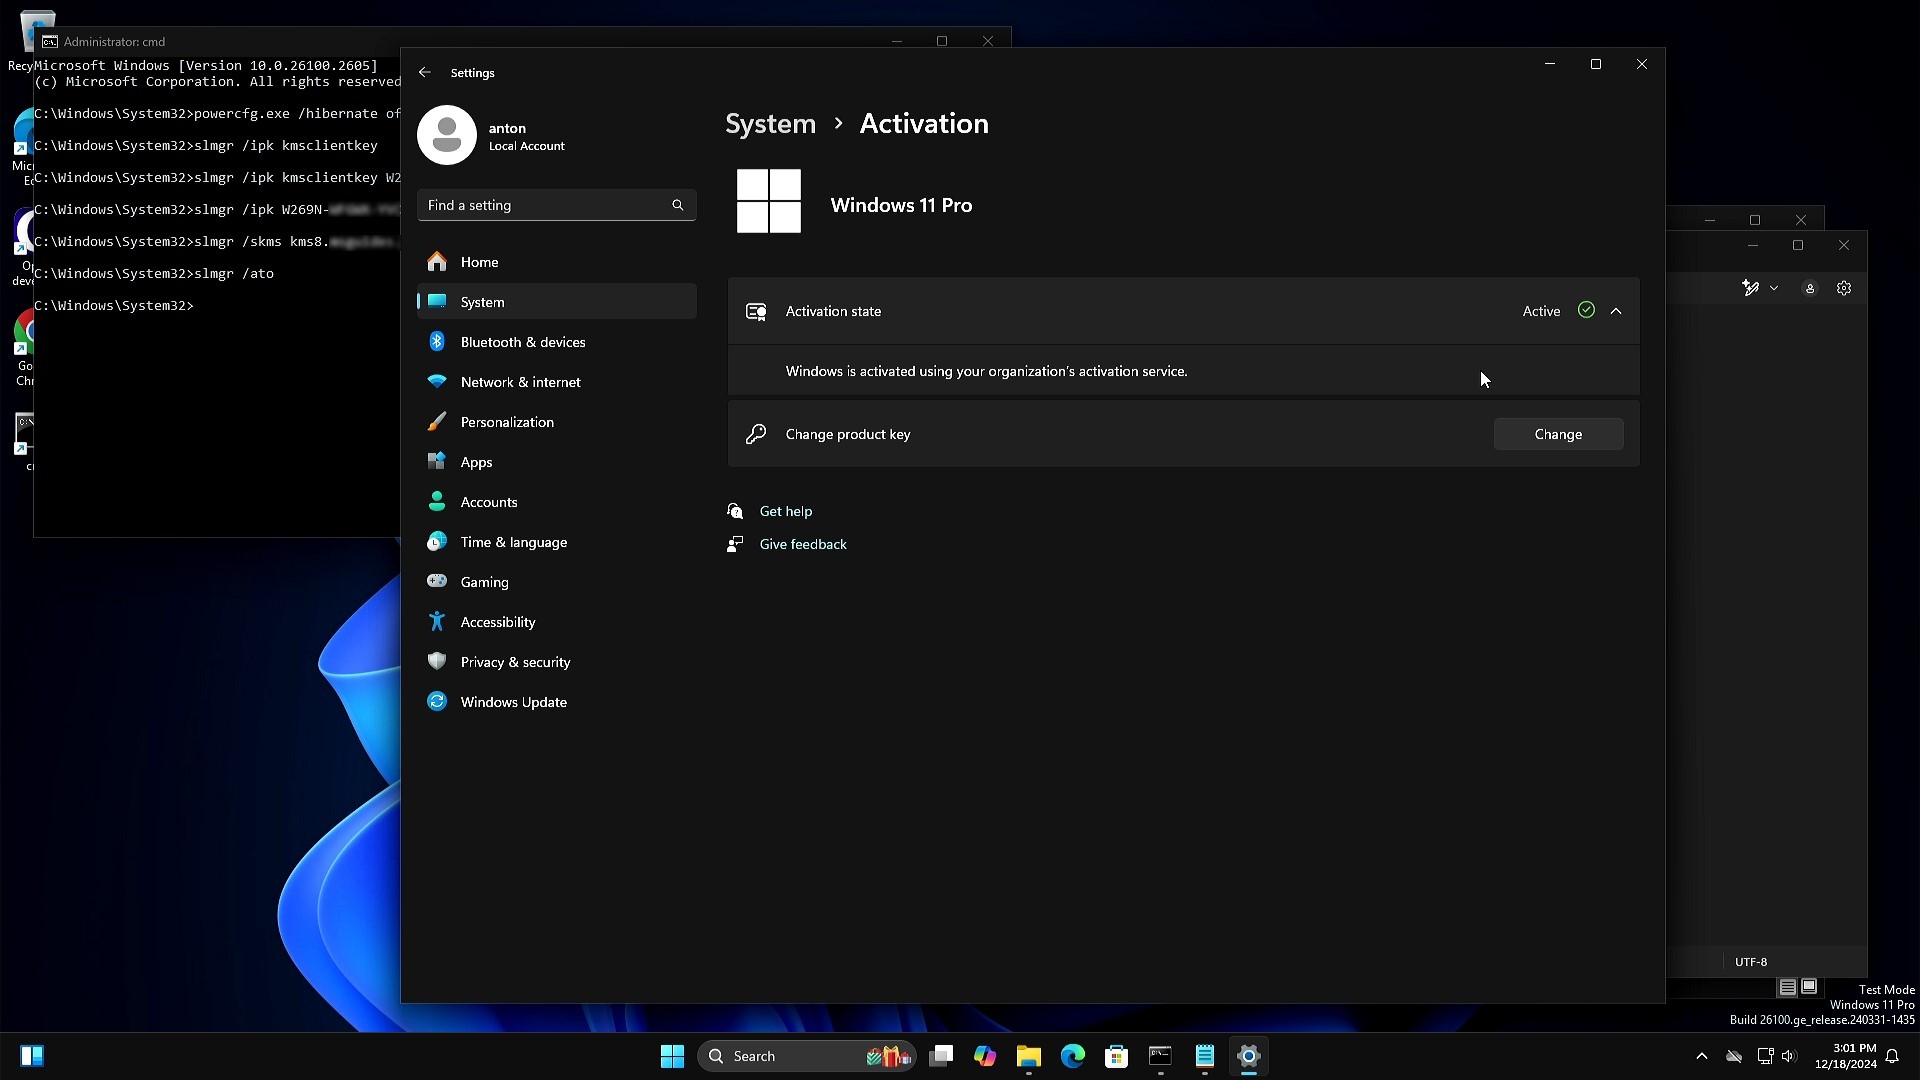 Recy
Administrator: cmd
Microsoft Windows [Version 10.0.26100.2605]
(c) Microsoft Corporation. All rights reserved
C:\Windows\System32>powercfg.exe /hibernate of
C:\Windows\System32>slmgr /ipk kmsclientkey
C:\Windows\System32>slmgr /ipk kmsclientkey W2
C:\Windows\System32>slmgr /ipk W269N-
C:\Windows\System32>slmgr /skms kms8.
C:\Windows\System32>slmgr /ato
C:\Windows\System32>
Mic
Ed
Op
deve
Go
Chr
C:\
c
Settings
anton
Local Account
Find a setting
Home
System
Bluetooth & devices
Network & internet
Personalization
Apps
Accounts
Time & language
Gaming
Accessibility
Privacy & security
Windows Update
System > Activation
Windows 11 Pro
Activation state
Active
Windows is activated using your organization's activation service.
Change product key
Change
Get help
Give feedback
UTF-8
Test Mode
Windows 11 Pro
Build 26100.ge_release.240331-1435
Search
3:01 PM
12/18/2024